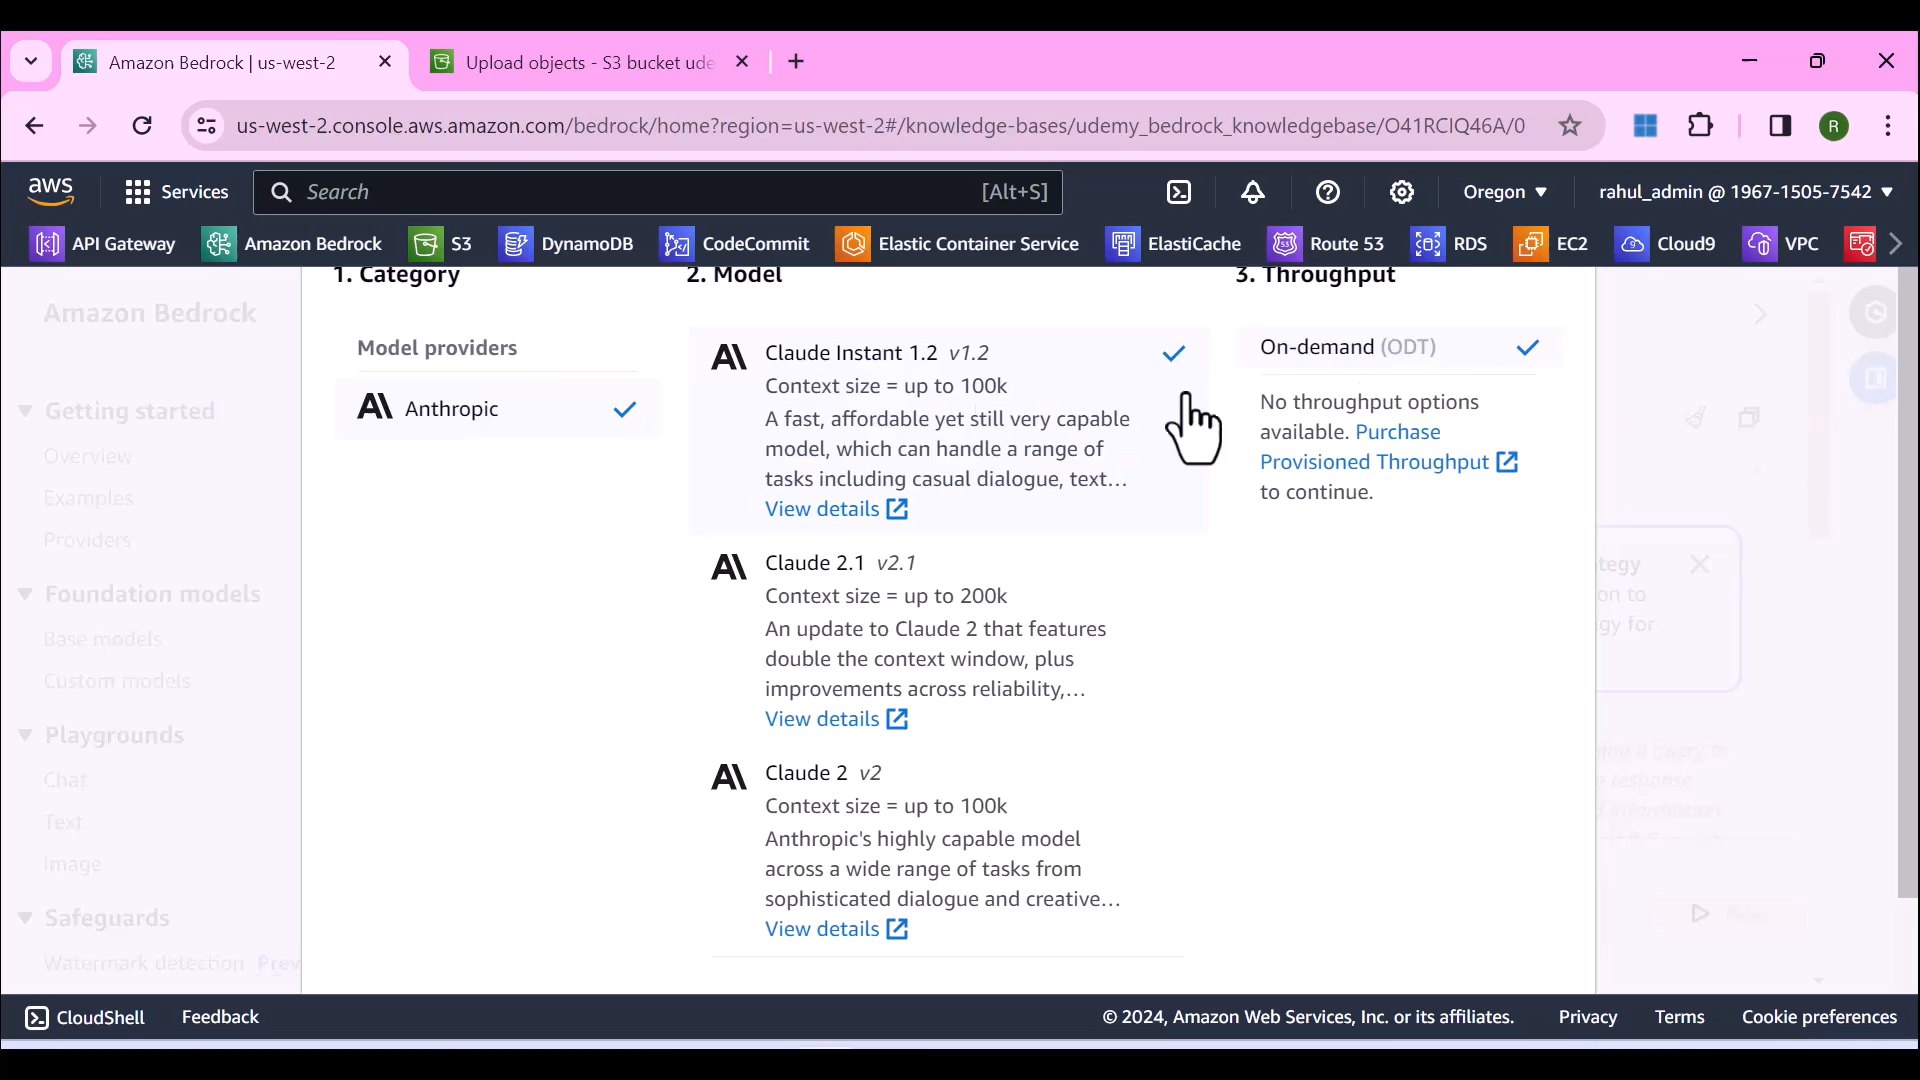 Amazon Bedrock | us-west-2
Upload objects - S3 bucket ude
us-west-2.console.aws.amazon.com/bedrock/home?region=us-west-2#/knowledge-bases/udemy_bedrock_knowledgebase/O41RCIQ46A/0
R
aws
Services
Search
[Alt+S]
Oregon
rahul_admin @ 1967-1505-7542
API Gateway
Amazon Bedrock
S3
DynamoDB
CodeCommit
Elastic Container Service
ElastiCache
Route 53
RDS
EC2
Cloud9
VPC
Amazon Bedrock
Getting started
Overview
Examples
Providers
Foundation models
Base models
Custom models
Playgrounds
Chat
Text
Image
Safeguards
Watermark detection Prev
1. Category
Model providers
Anthropic
2. Model
Claude Instant 1.2 v1.2
Context size = up to 100k
A fast, affordable yet still very capable
model, which can handle a range of
tasks including casual dialogue, text...
View details
Claude 2.1 v2.1
Context size = up to 200k
An update to Claude 2 that features
double the context window, plus
improvements across reliability,...
View details
Claude 2 v2
Context size = up to 100k
Anthropic's highly capable model
across a wide range of tasks from
sophisticated dialogue and creative...
View details
3. Throughput
On-demand (ODT)
No throughput options
available. Purchase
Provisioned Throughput
to continue.
tegy
on to
gy for
CloudShell
Feedback
© 2024, Amazon Web Services, Inc. or its affiliates.
Privacy
Terms
Cookie preferences